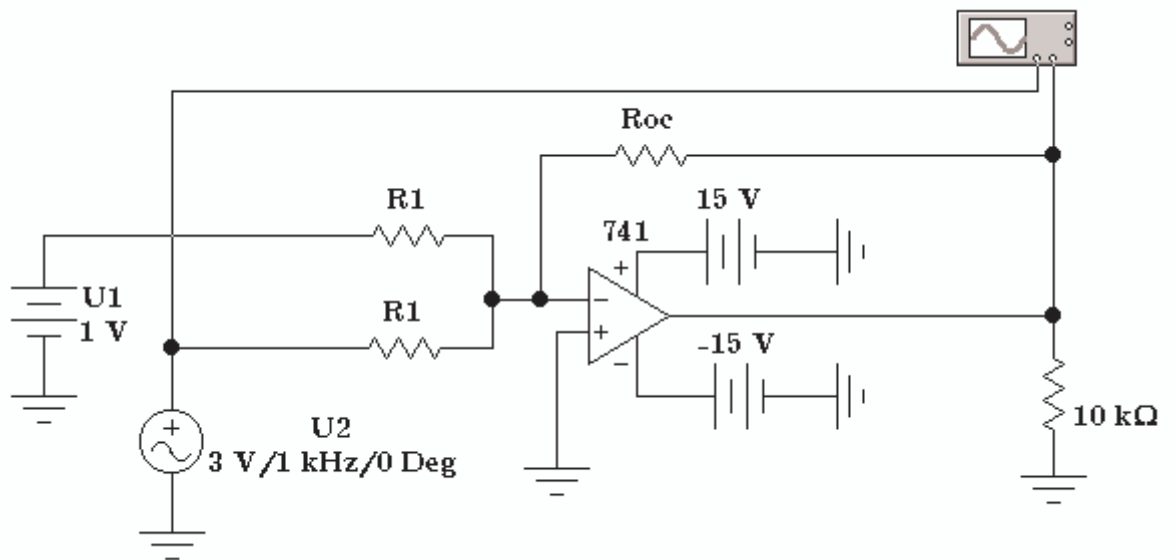 Roc
R1
15 V
741
+
U1
1 V
R1
−
+
−
-15 V
10 kΩ
+
U2
3 V/1 kHz/0 Deg